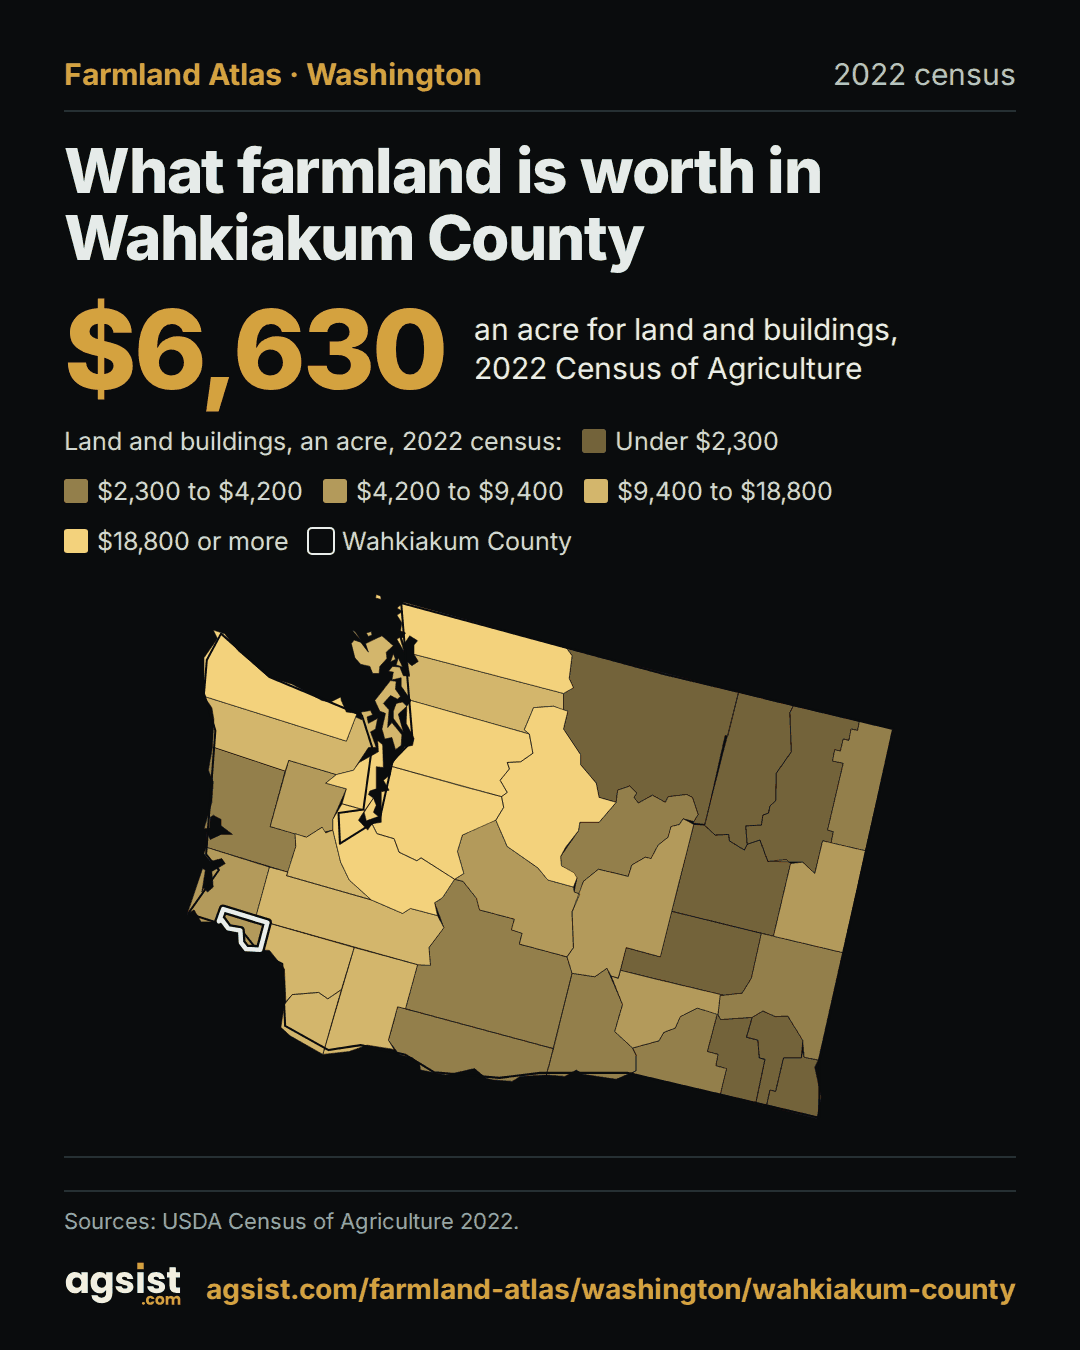 Farmland Atlas · Washington
2022 census
What farmland is worth in
Wahkiakum County
$6,630
an acre for land and buildings,
2022 Census of Agriculture
Land and buildings, an acre, 2022 census: Under $2,300
$2,300 to $4,200 $4,200 to $9,400 $9,400 to $18,800
$18,800 or more Wahkiakum County
Sources: USDA Census of Agriculture 2022.
agsist
.com
agsist.com/farmland-atlas/washington/wahkiakum-county